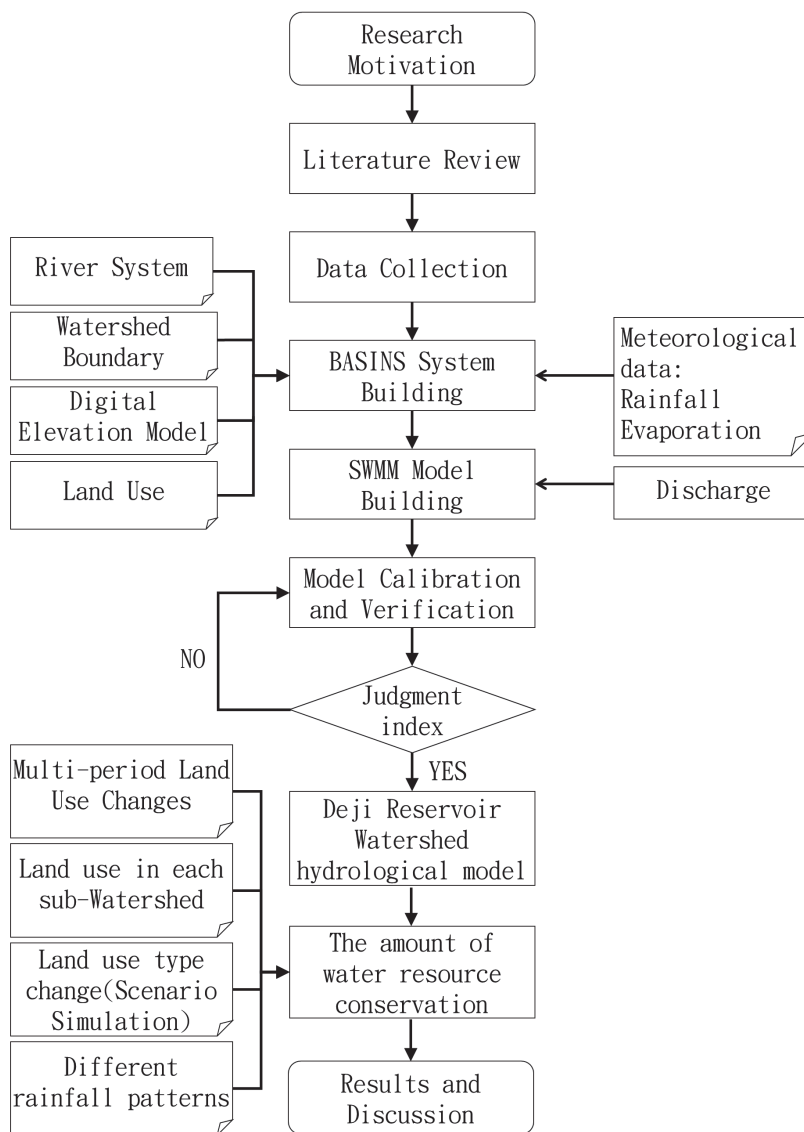 Research
Motivation
Literature Review
Data Collection
River System
Watershed
Boundary
Digital
Elevation Model
Land Use
BASINS System
Building
Meteorological
data:
Rainfall
Evaporation
SWMM Model
Building
Discharge
Model Calibration
and Verification
NO
Judgment
index
YES
Multi-period Land
Use Changes
Land use in each
sub-Watershed
Land use type
change(Scenario
Simulation)
Different
rainfall patterns
Deji Reservoir
Watershed
hydrological model
The amount of
water resource
conservation
Results and
Discussion